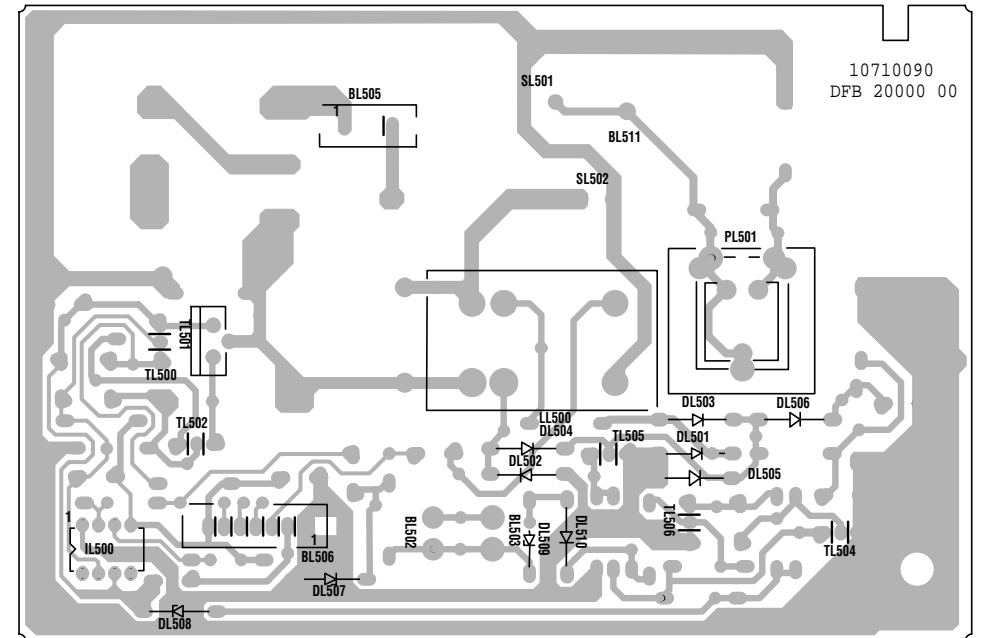 10710090
DFB 20000 00
SL501
BL505
1
BL511
SL502
PL501
TL501
TL500
DL503
DL506
TL502
LL500
DL504
TL505
DL501
DL502
DL505
1
IL500
BL502
BL503
DL509
DL510
TL506
1
BL506
TL504
DL507
DL508